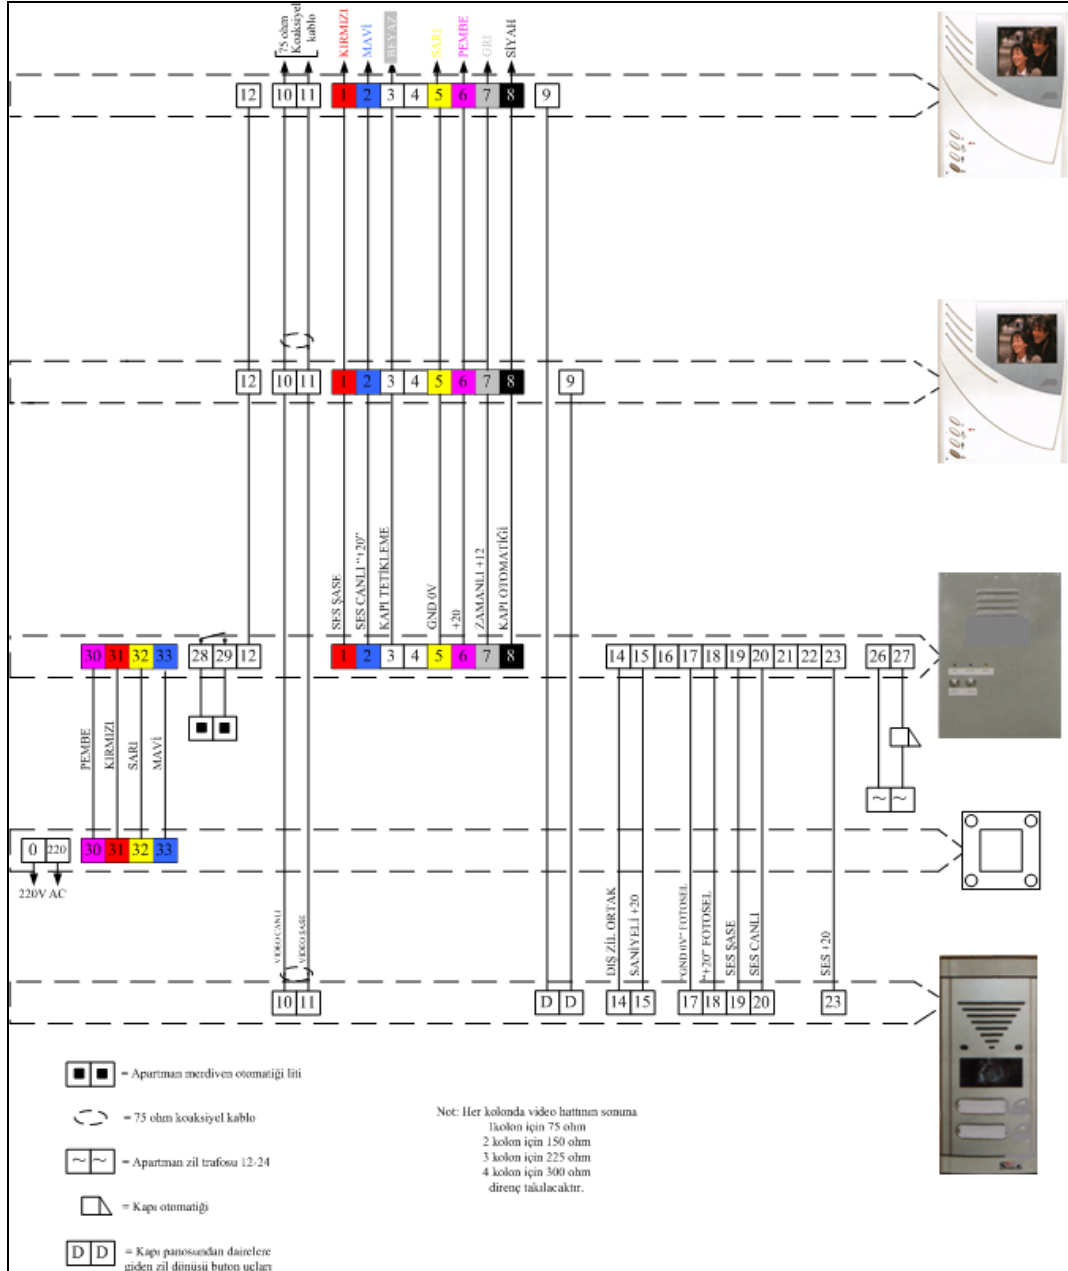 75 ohm
Koaksiyel
kablo
KIRMIZI
MAVİ
BEYAZ
SARI
PEMBE
GRİ
SİYAH
12 10 11 1 2 3 4 5 6 7 8 9
12 10 11 1 2 3 4 5 6 7 8 9
SES ŞASE
SES CANLI "+20"
KAPI TETİKLEME
GND 0V
+20
ZAMANLI +12
KAPI OTOMATİĞİ
30 31 32 33 28 29 12 1 2 3 4 5 6 7 8 14 15 16 17 18 19 20 21 22 23 26 27
PEMBE
KIRMIZI
SARI
MAVİ
~ ~
0 220 30 31 32 33
220V AC
VIDEO CANLI
VIDEO ŞASE
DIŞ ZİL ORTAK
SANİYELİ +20
"GND 0V" FOTOSEL
"+20" FOTOSEL
SES ŞASE
SES CANLI
SES +20
10 11 D D 14 15 17 18 19 20 23
= Apartman merdiven otomatiği liti
= 75 ohm koaksiyel kablo
~ ~ = Apartman zil trafosu 12-24
= Kapı otomatiği
D D = Kapı panosundan dairelere
giden zil dönüşü buton uçları
Not: Her kolonda video hattının sonuna
1kolon için 75 ohm
2 kolon için 150 ohm
3 kolon için 225 ohm
4 kolon için 300 ohm
direnç takılacaktır.